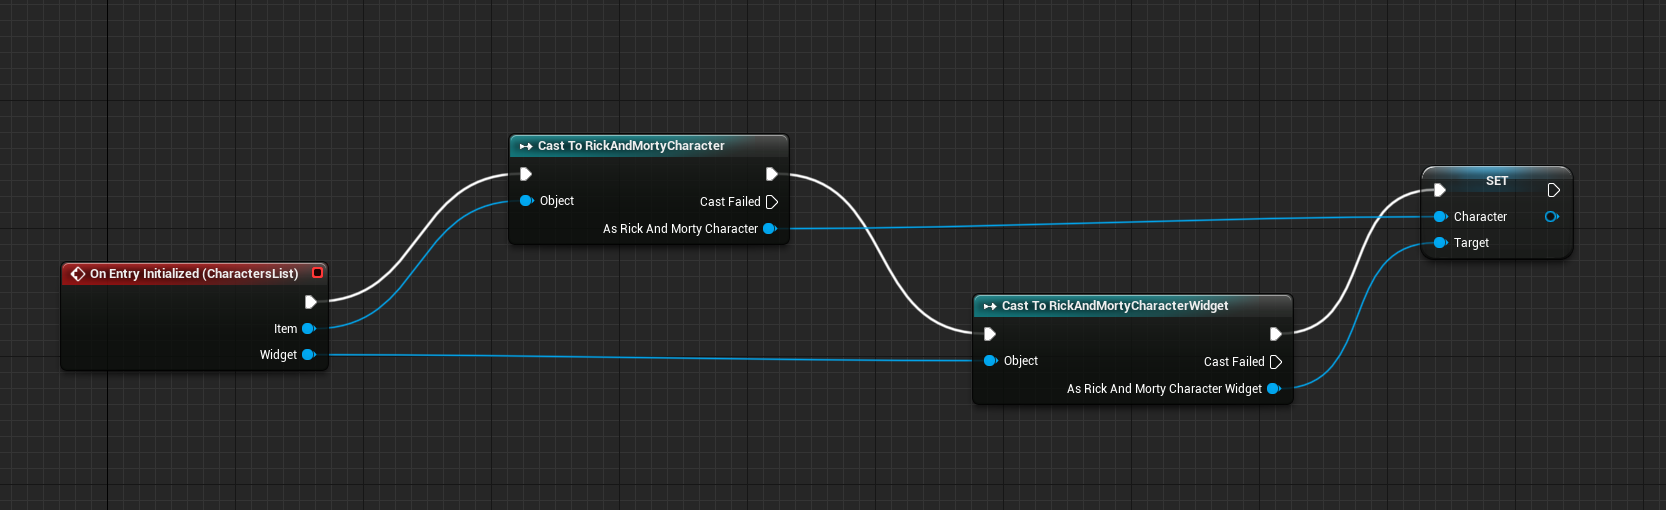 Cast To RickAndMortyCharacter
Object
Cast Failed
As Rick And Morty Character
On Entry Initialized (CharactersList)
Item
Widget
Cast To RickAndMortyCharacterWidget
Object
Cast Failed
As Rick And Morty Character Widget
SET
Character
Target